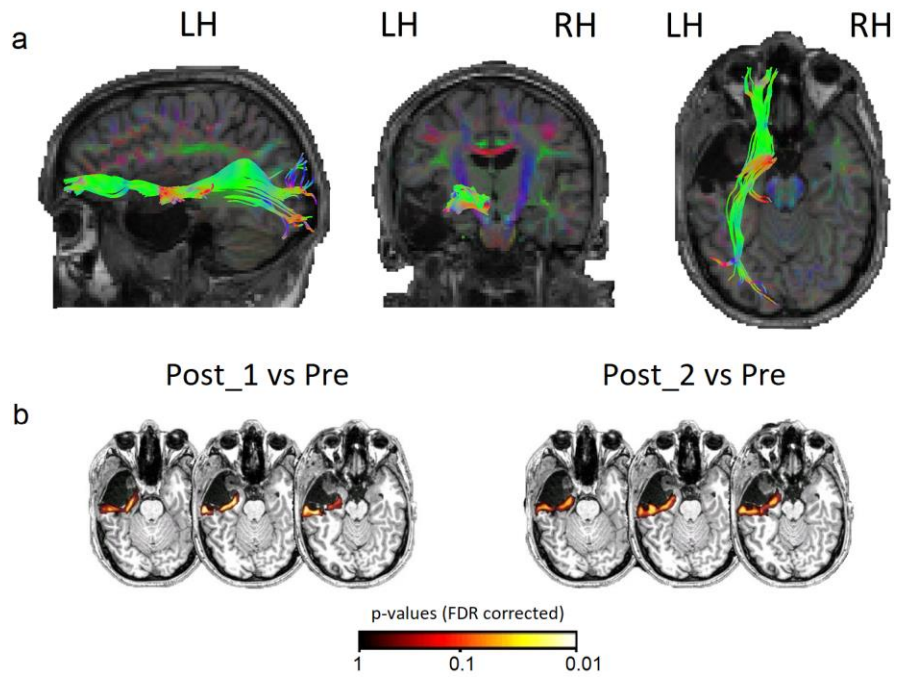 a
LH
LH RH
LH RH
b
Post_1 vs Pre
Post_2 vs Pre
p-values (FDR corrected)
1 0.1 0.01